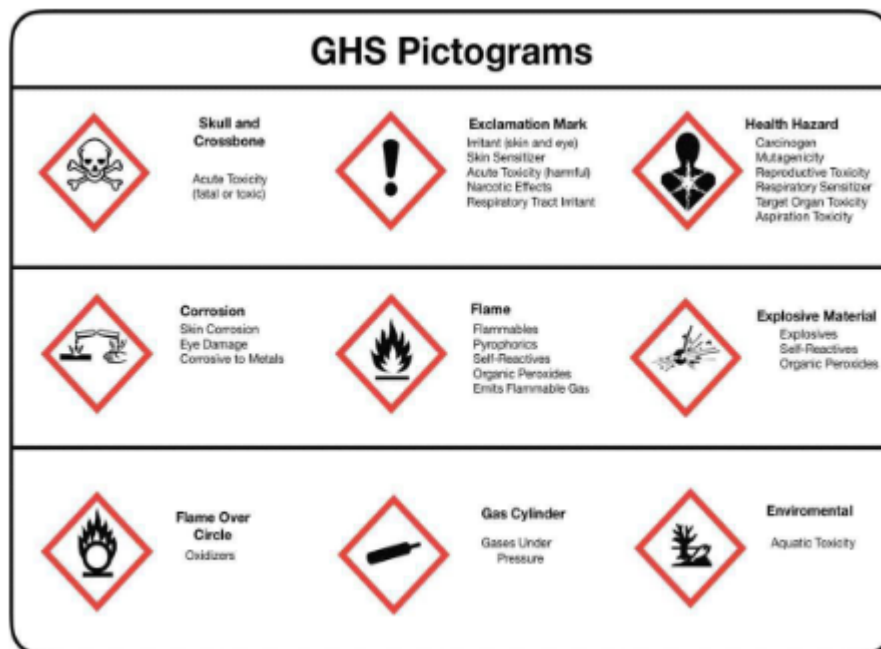 GHS Pictograms
Skull and
Crossbone
Acute Toxicity
(fatal or toxic)
Exclamation Mark
Irritant (skin and eye)
Skin Sensitizer
Acute Toxicity (harmful)
Narcotic Effects
Respiratory Tract Irritant
Health Hazard
Carcinogen
Mutagenicity
Reproductive Toxicity
Respiratory Sensitizer
Target Organ Toxicity
Aspiration Toxicity
Corrosion
Skin Corrosion
Eye Damage
Corrosive to Metals
Flame
Flammables
Pyrophorics
Self-Reactives
Organic Peroxides
Emits Flammable Gas
Explosive Material
Explosives
Self-Reactives
Organic Peroxides
Flame Over
Circle
Oxidizers
Gas Cylinder
Gases Under
Pressure
Enviromental
Aquatic Toxicity